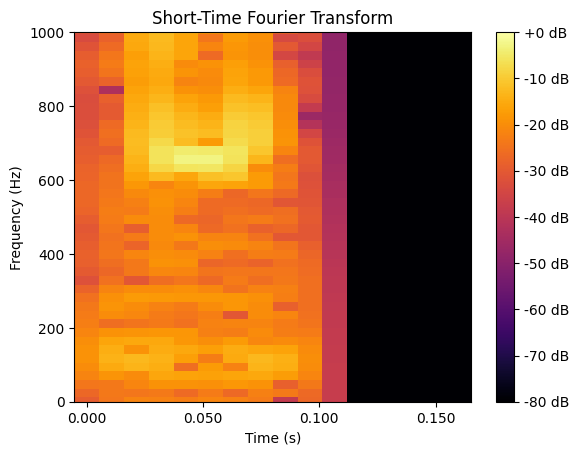 Short-Time Fourier Transform
Frequency (Hz)
1000
800
600
400
200
0
0.000
0.050
0.100
0.150
Time (s)
+0 dB
-10 dB
-20 dB
-30 dB
-40 dB
-50 dB
-60 dB
-70 dB
-80 dB